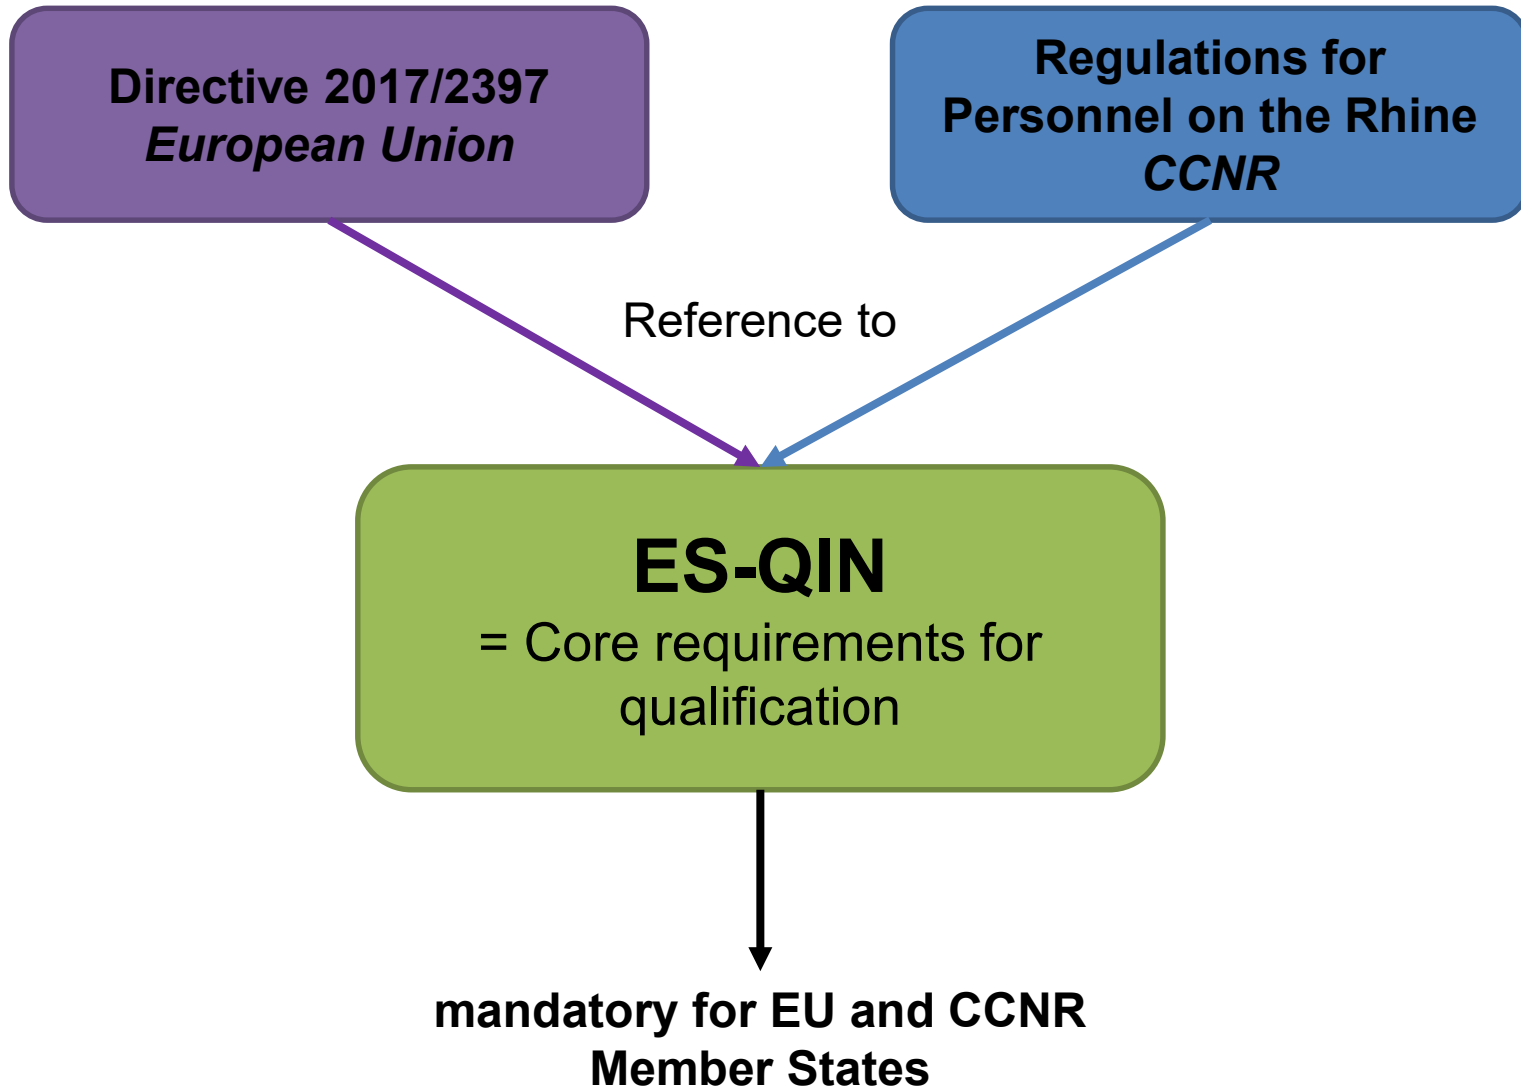 Directive 2017/2397
European Union
Regulations for
Personnel on the Rhine
CCNR
Reference to
ES-QIN
= Core requirements for
qualification
mandatory for EU and CCNR
Member States